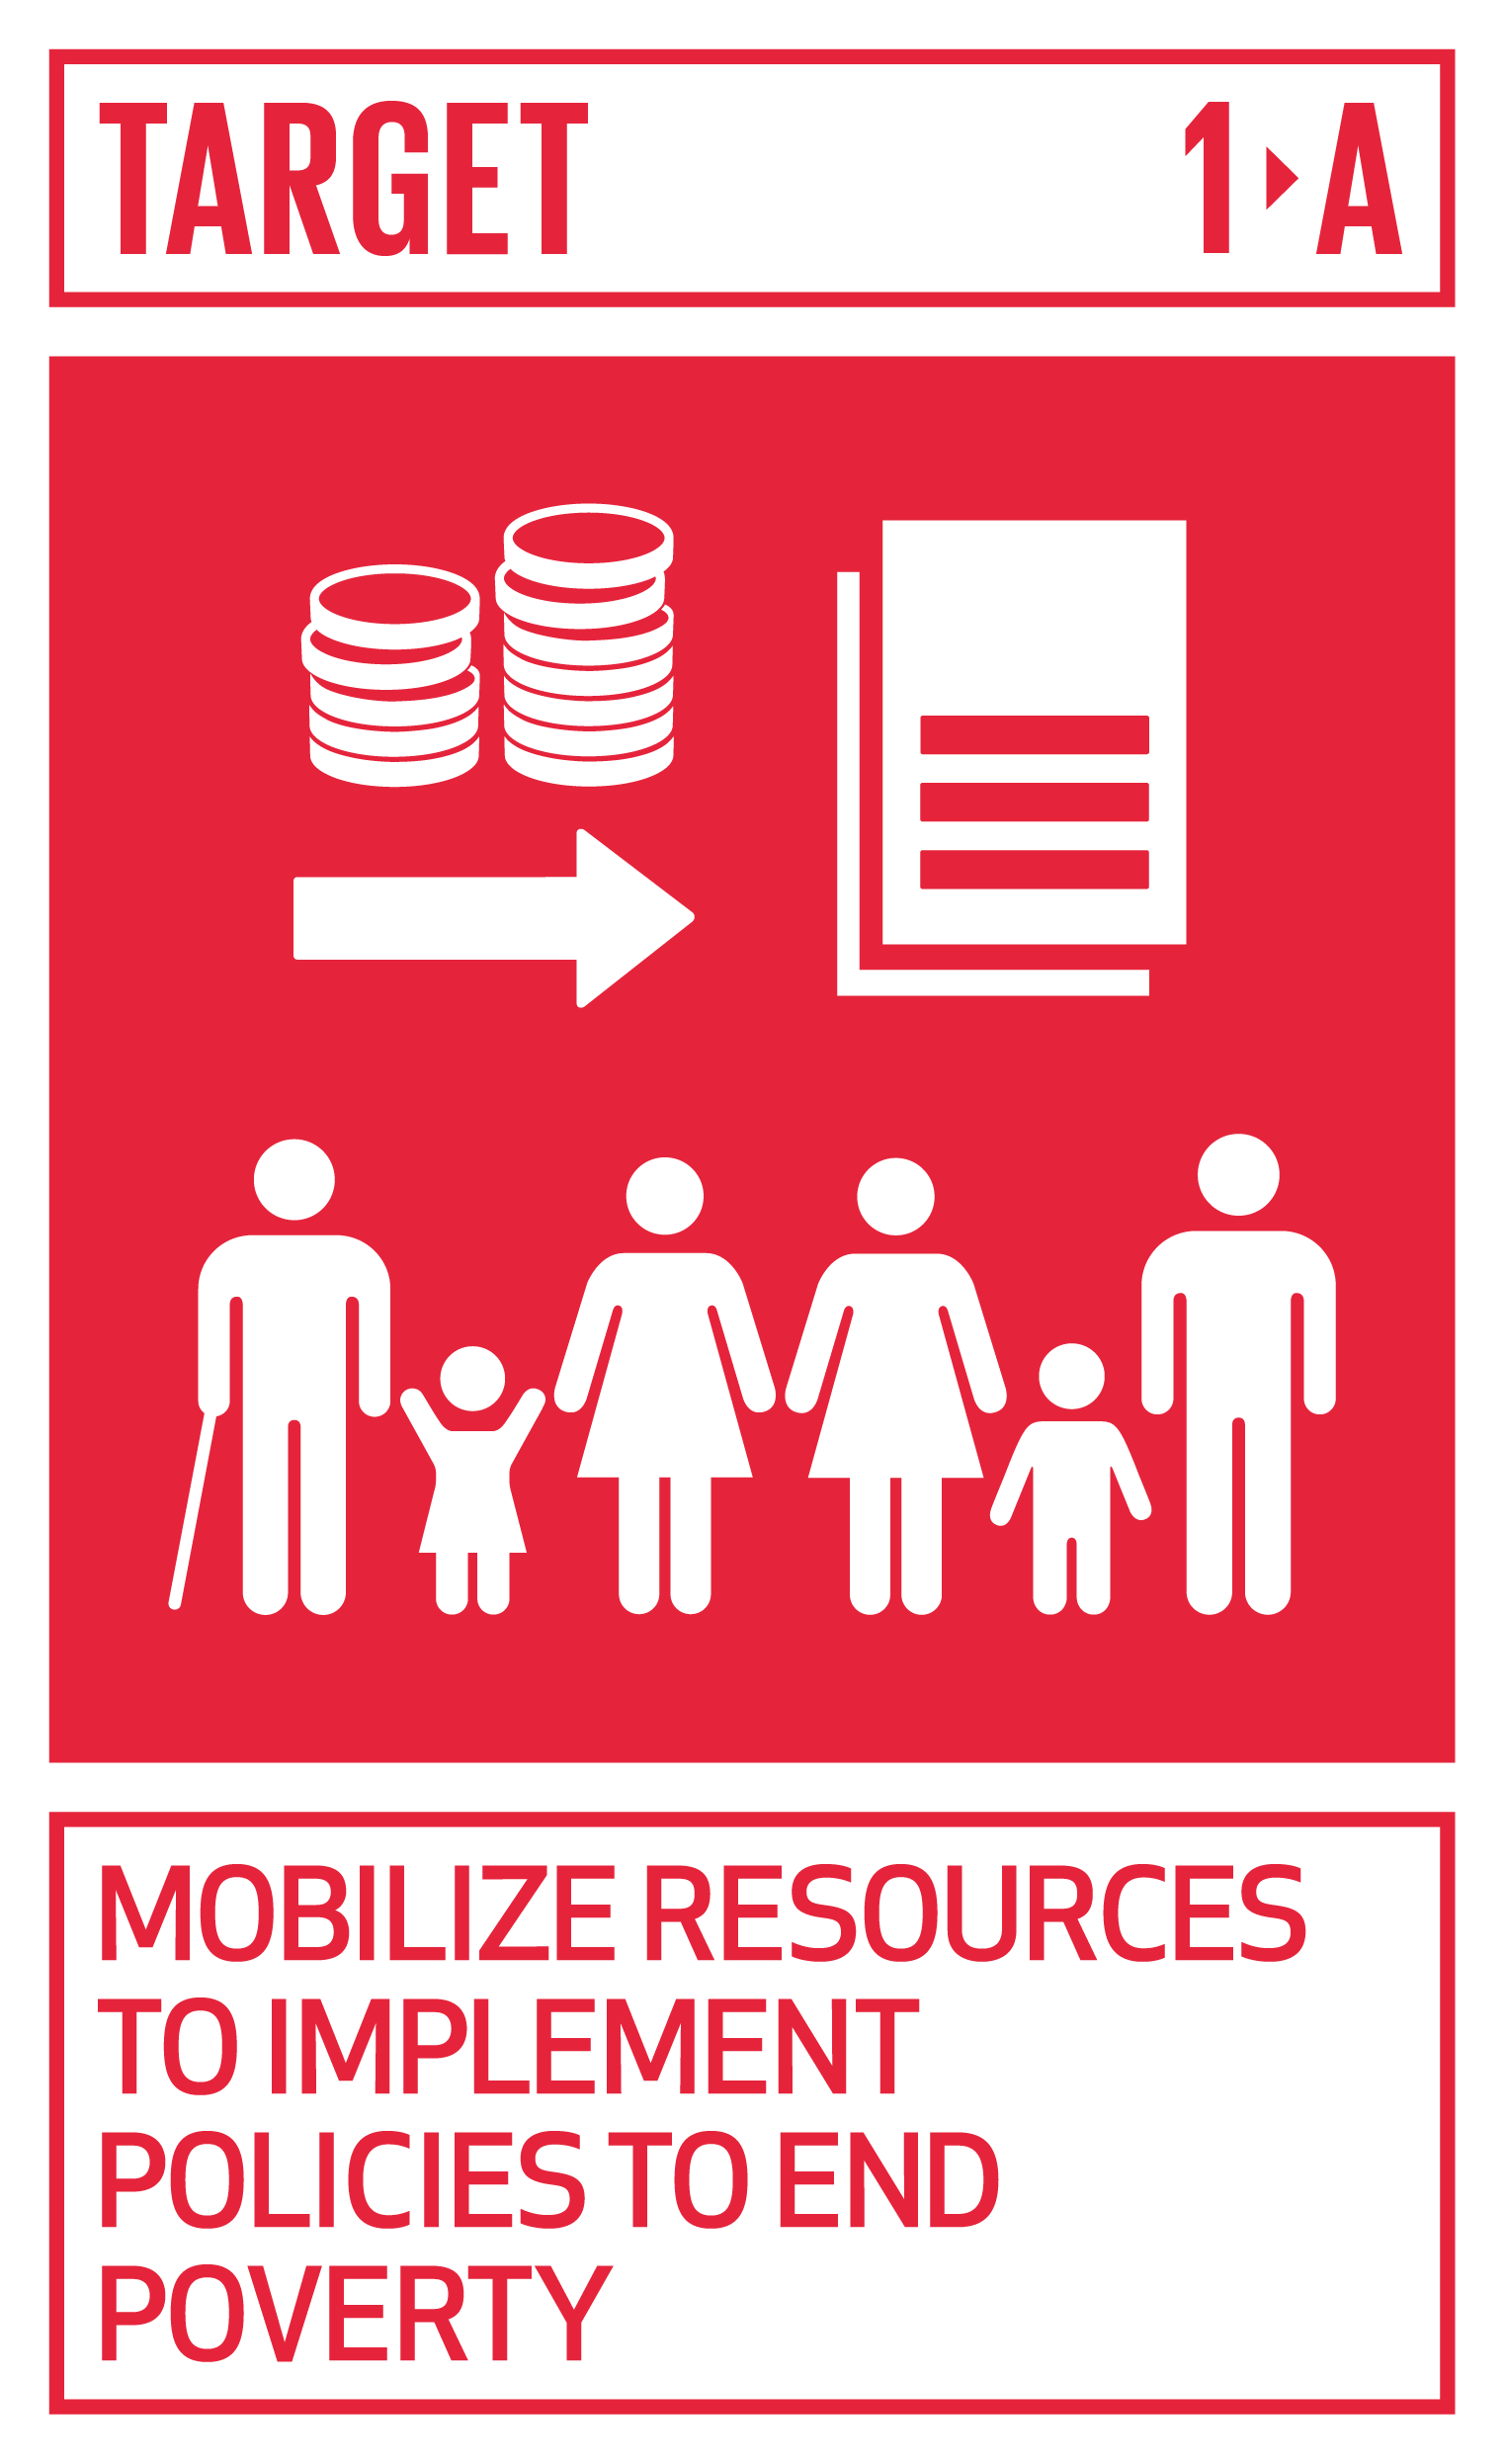 TARGET 1▸A
MOBILIZE RESOURCES
TO IMPLEMENT
POLICIES TO END
POVERTY